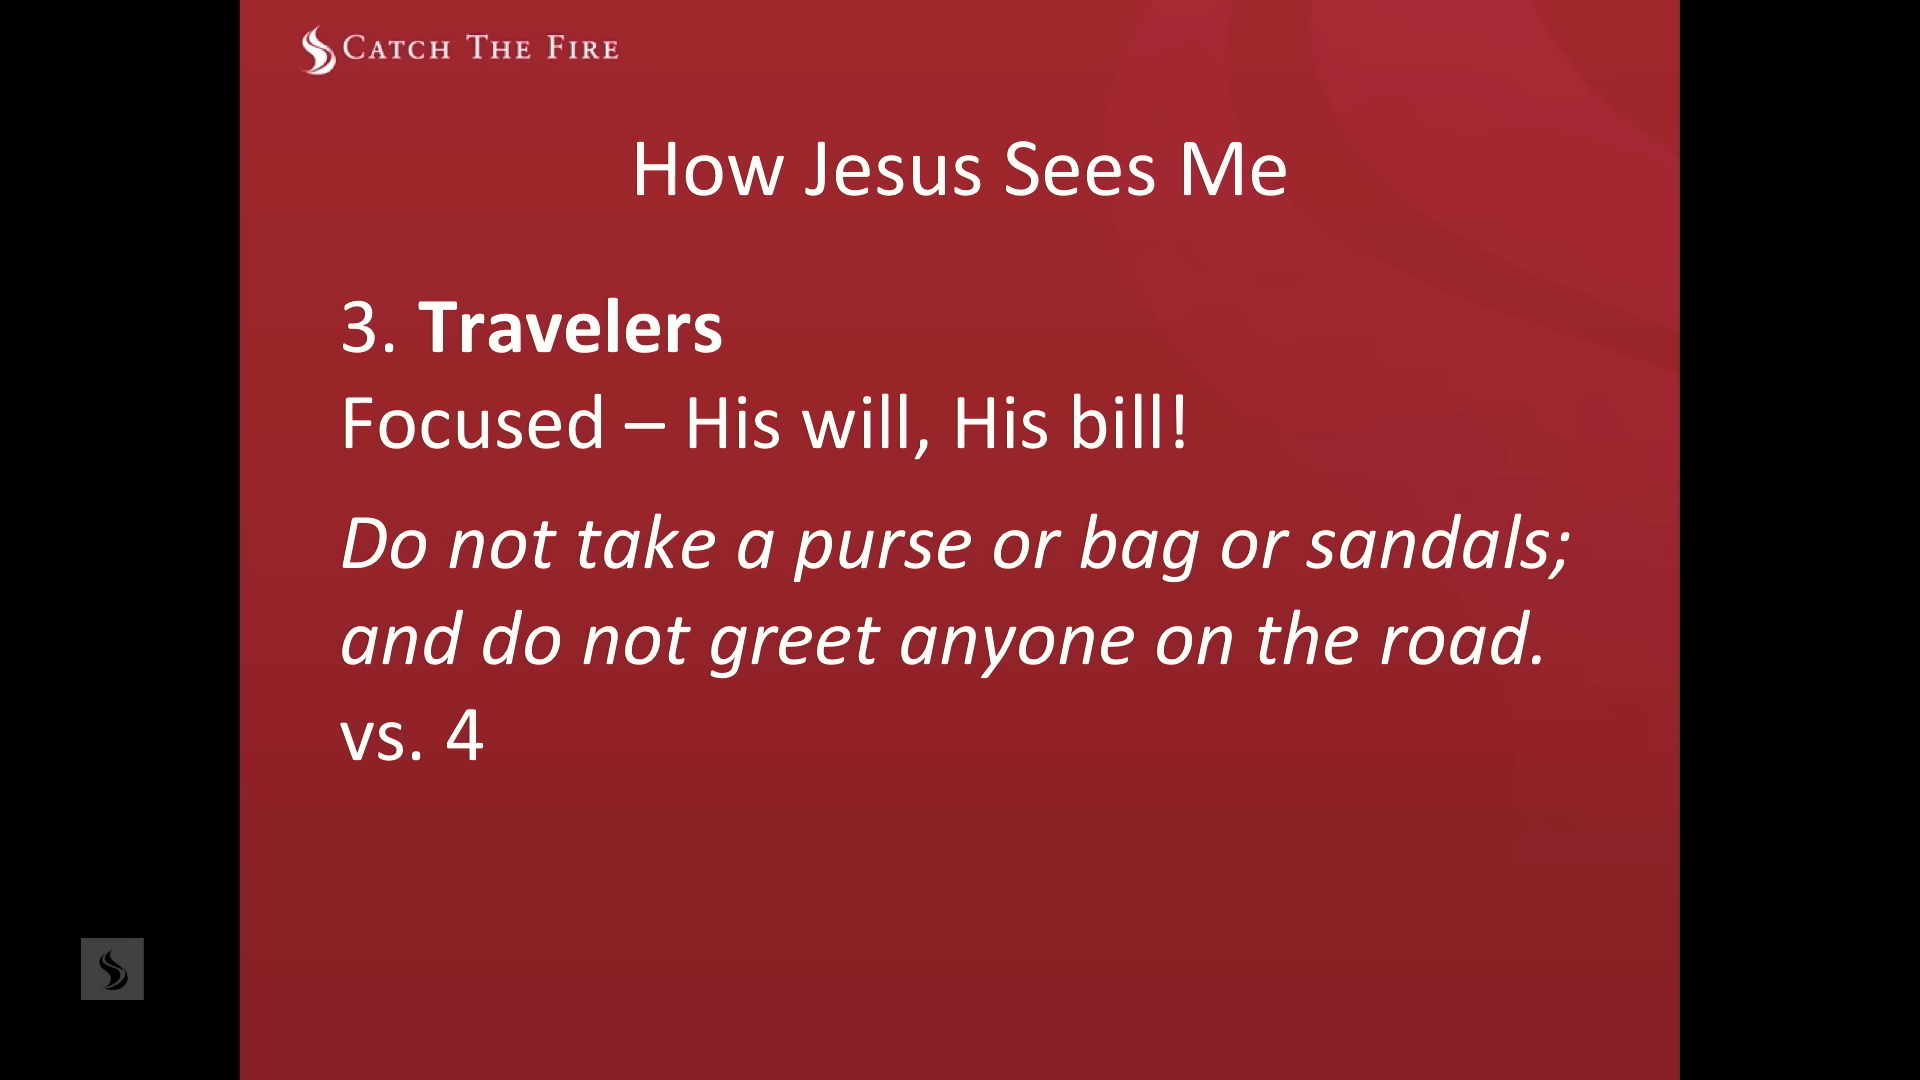 Catch The Fire
How Jesus Sees Me
3. Travelers
Focused – His will, His bill!
Do not take a purse or bag or sandals;
and do not greet anyone on the road.
vs. 4